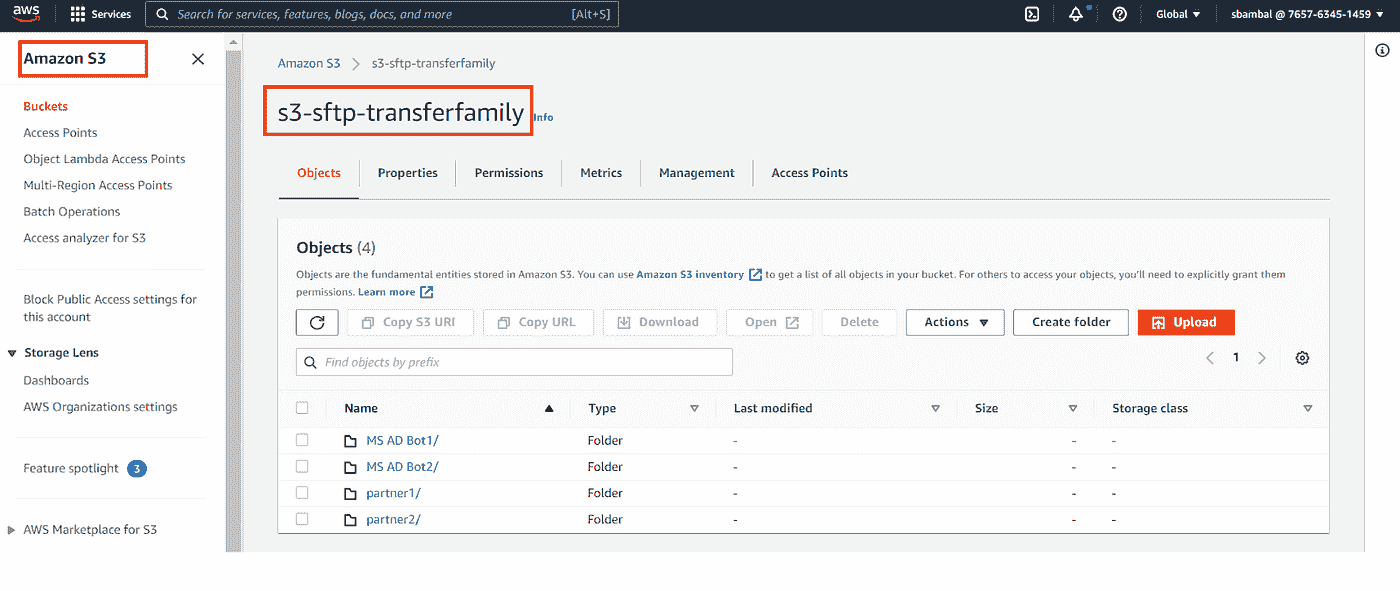 aws Services Search for services, features, blogs, docs, and more [Alt+S] Global ▼ sbambal @ 7657-6345-1459 ▼
Amazon S3
Buckets
Access Points
Object Lambda Access Points
Multi-Region Access Points
Batch Operations
Access analyzer for S3
Block Public Access settings for
this account
Storage Lens
Dashboards
AWS Organizations settings
Feature spotlight 3
AWS Marketplace for S3
Amazon S3 > s3-sftp-transferfamily
s3-sftp-transferfamily Info
Objects Properties Permissions Metrics Management Access Points
Objects (4)
Objects are the fundamental entities stored in Amazon S3. You can use Amazon S3 inventory to get a list of all objects in your bucket. For others to access your objects, you'll need to explicitly grant them
permissions. Learn more
Copy S3 URI Copy URL Download Open Delete Actions ▼ Create folder Upload
Find objects by prefix < 1 >
Name ▲ Type Last modified Size Storage class
MS AD Bot1/ Folder - - -
MS AD Bot2/ Folder - - -
partner1/ Folder - - -
partner2/ Folder - - -